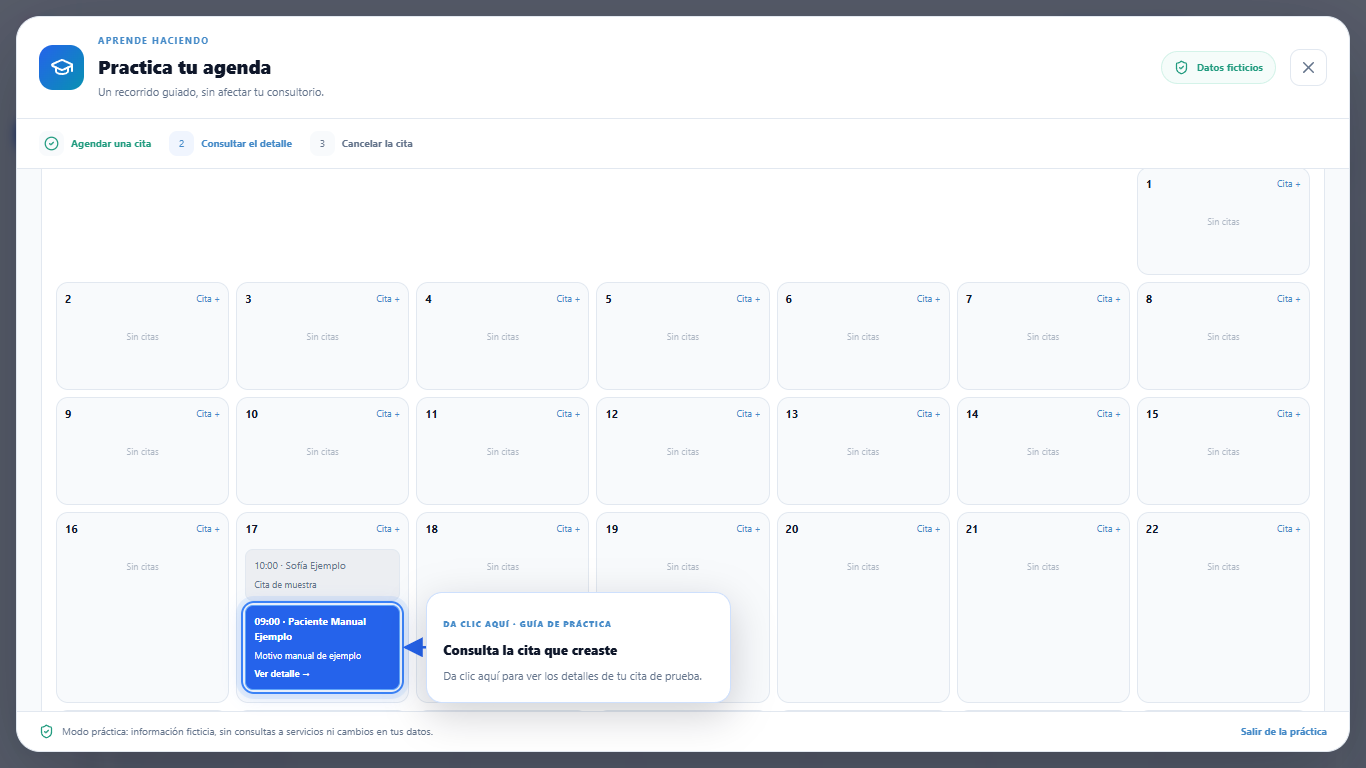 APRENDE HACIENDO
Practica tu agenda
Un recorrido guiado, sin afectar tu consultorio.
Datos ficticios
Agendar una cita
2 Consultar el detalle
3 Cancelar la cita
1 Cita +
Sin citas
2 Cita +
Sin citas
3 Cita +
Sin citas
4 Cita +
Sin citas
5 Cita +
Sin citas
6 Cita +
Sin citas
7 Cita +
Sin citas
8 Cita +
Sin citas
9 Cita +
Sin citas
10 Cita +
Sin citas
11 Cita +
Sin citas
12 Cita +
Sin citas
13 Cita +
Sin citas
14 Cita +
Sin citas
15 Cita +
Sin citas
16 Cita +
Sin citas
17 Cita +
10:00 · Sofía Ejemplo
Cita de muestra
09:00 · Paciente Manual
Ejemplo
Motivo manual de ejemplo
Ver detalle →
18 Cita +
Sin citas
19 Cita +
Sin citas
20 Cita +
Sin citas
21 Cita +
Sin citas
22 Cita +
Sin citas
DA CLIC AQUÍ · GUÍA DE PRÁCTICA
Consulta la cita que creaste
Da clic aquí para ver los detalles de tu cita de prueba.
Modo práctica: información ficticia, sin consultas a servicios ni cambios en tus datos.
Salir de la práctica